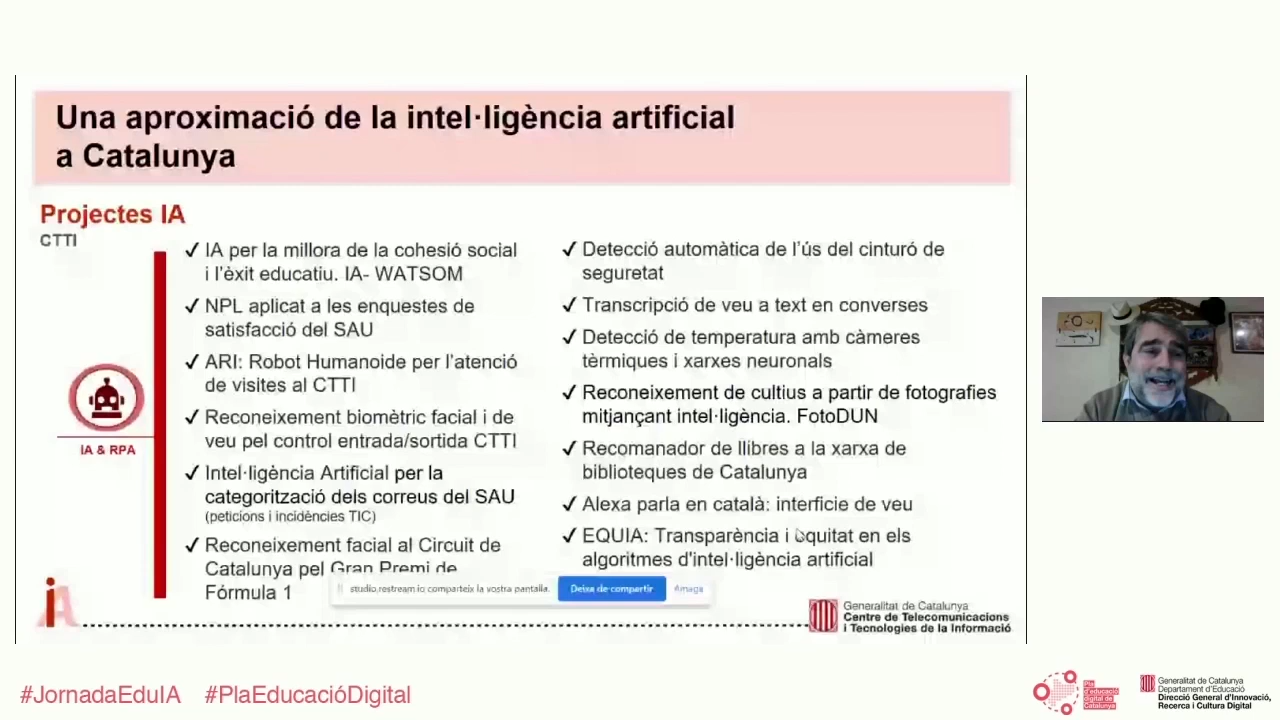 Una aproximació de la intel·ligència artificial
a Catalunya
Projectes IA
CTTI
IA & RPA
✓ IA per la millora de la cohesió social
i l'èxit educatiu. IA- WATSOM
✓ NPL aplicat a les enquestes de
satisfacció del SAU
✓ ARI: Robot Humanoide per l'atenció
de visites al CTTI
✓ Reconeixement biomètric facial i de
veu pel control entrada/sortida CTTI
✓ Intel·ligència Artificial per la
categorització dels correus del SAU
(peticions i incidències TIC)
✓ Reconeixement facial al Circuit de
Catalunya pel Gran Premi de
Fórmula 1
✓ Detecció automàtica de l'ús del cinturó de
seguretat
✓ Transcripció de veu a text en converses
✓ Detecció de temperatura amb càmeres
tèrmiques i xarxes neuronals
✓ Reconeixement de cultius a partir de fotografies
mitjançant intel·ligència. FotoDUN
✓ Recomanador de llibres a la xarxa de
biblioteques de Catalunya
✓ Alexa parla en català: interficie de veu
✓ EQUIA: Transparència i equitat en els
algoritmes d'intel·ligència artificial
studio.restream.io comparteix la vostra pantalla.
Deixa de compartir
Amaga
iA
Generalitat de Catalunya
Centre de Telecomunicacions
i Tecnologies de la Informació
#JornadaEduIA #PlaEducacióDigital
Pla
d'educació
digital de
Catalunya
Generalitat de Catalunya
Departament d'Educació
Direcció General d'Innovació,
Recerca i Cultura Digital